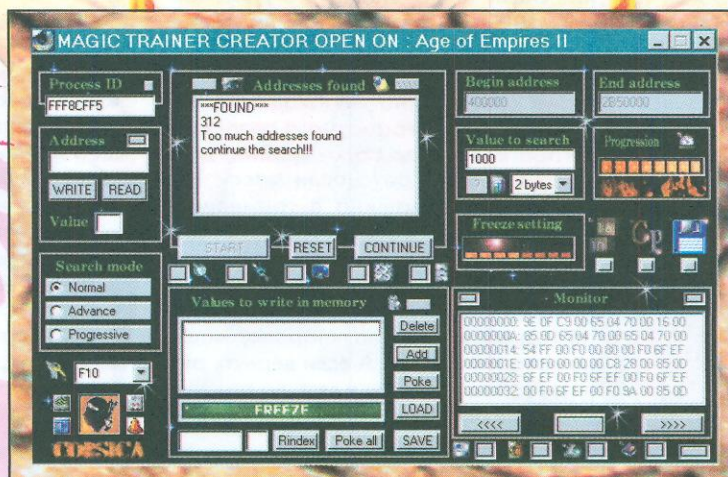 MAGIC TRAINER CREATOR OPEN ON : Age of Empires II
Process ID
FFF8CFF5
Address
WRITE READ
Value
Search mode
Normal
Advance
Progressive
F10
CORSICA
Addresses found
***FOUND***
312
Too much addresses found
continue the search!!!
START RESET CONTINUE
Values to write in memory
Delete
Add
Poke
FREEZE
LOAD
Rindex Poke all SAVE
Begin address
400000
End address
2B50000
Value to search
1000
? 2 bytes
Progression
Freeze setting
Monitor
00000000: 9E 0F C9 00 65 04 70 00 16 00
0000000A: 85 0D 65 04 70 00 65 04 70 00
00000014: 54 FF 00 F0 00 80 00 F0 6F EF
0000001E: 00 F0 00 00 00 C8 28 00 85 0D
00000028: 6F EF 00 F0 6F EF 00 F0 6F EF
00000032: 00 F0 6F EF 00 F0 9A 00 85 0D
<<<< >>>>